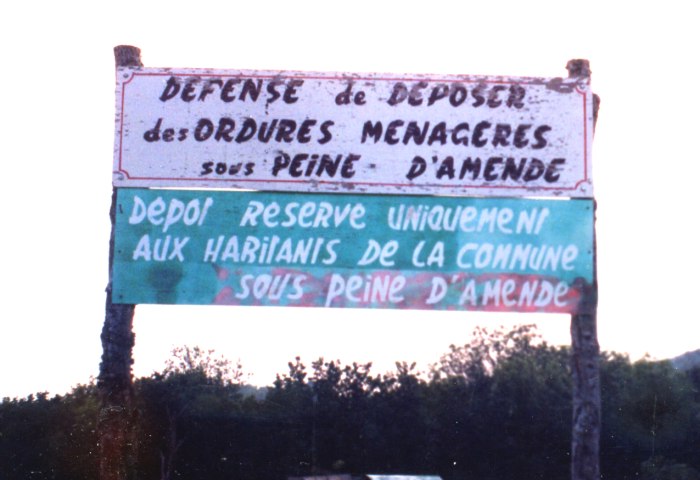 DEFENSE de DEPOSER
des ORDURES MENAGERES
sous PEINE D'AMENDE
DEPOT RESERVE UNIQUEMENT
AUX HABITANTS DE LA COMMUNE
SOUS PEINE D'AMENDE